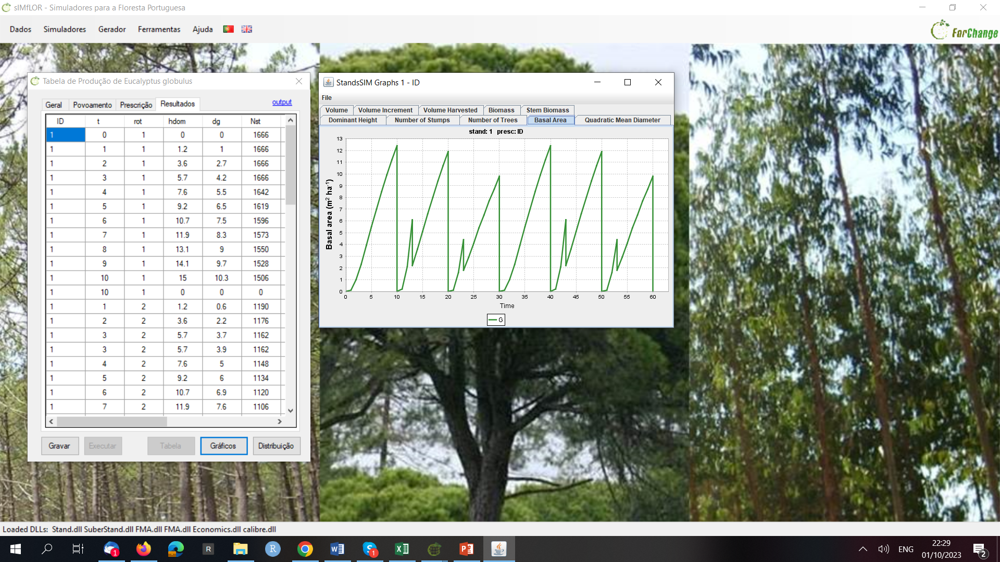 sIMfLOR - Simuladores para a Floresta Portuguesa
Dados Simuladores Gerador Ferramentas Ajuda
ForChange
Tabela de Produção de Eucalyptus globulus
Geral Povoamento Prescrição Resultados output
ID t rot hdom dg Nst
1 0 1 0 0 1666
1 1 1 1.2 1 1666
1 2 1 3.6 2.7 1666
1 3 1 5.7 4.2 1666
1 4 1 7.6 5.5 1642
1 5 1 9.2 6.5 1619
1 6 1 10.7 7.5 1596
1 7 1 11.9 8.3 1573
1 8 1 13.1 9 1550
1 9 1 14.1 9.7 1528
1 10 1 15 10.3 1506
1 10 1 0 0 0
1 1 2 1.2 0.6 1190
1 2 2 3.6 2.2 1176
1 3 2 5.7 3.7 1162
1 3 2 5.7 3.9 1162
1 4 2 7.6 5 1148
1 5 2 9.2 6 1134
1 6 2 10.7 6.9 1120
1 7 2 11.9 7.6 1106
Gravar Executar Tabela Gráficos Distribuição
StandsSIM Graphs 1 - ID
File
Volume Volume Increment Volume Harvested Biomass Stem Biomass
Dominant Height Number of Stumps Number of Trees Basal Area Quadratic Mean Diameter
stand: 1 presc: ID
Basal area (m² ha⁻¹)
13
12
11
10
9
8
7
6
5
4
3
2
1
0
0 5 10 15 20 25 30 35 40 45 50 55 60
Time
G
Loaded DLLs: Stand.dll SuberStand.dll FMA.dll FMA.dll Economics.dll calibre.dll
1 R R W S 1 X P ENG 22:29
01/10/2023 2